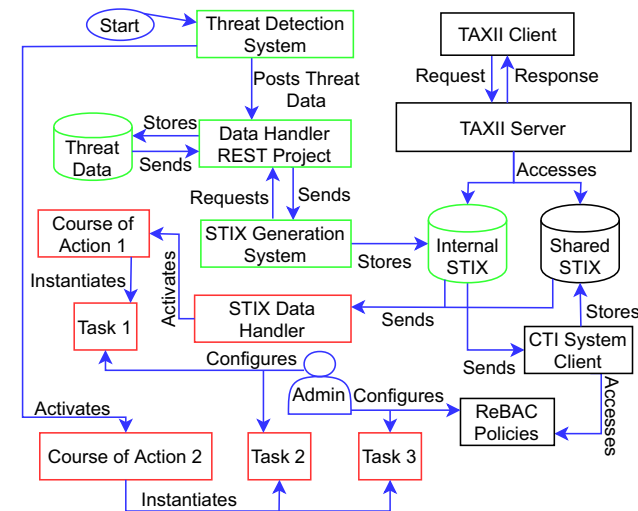 Start
Threat Detection
System
TAXII Client
Posts Threat
Data
Request
Response
Stores
Data Handler
REST Project
TAXII Server
Threat
Data
Sends
Accesses
Requests
Sends
Course of
Action 1
STIX Generation
System
Internal
STIX
Shared
STIX
Stores
Instantiates
Activates
STIX Data
Handler
Sends
Stores
Task 1
CTI System
Client
Configures
Sends
Accesses
Admin
Configures
Activates
ReBAC
Policies
Course of Action 2
Task 2
Task 3
Instantiates